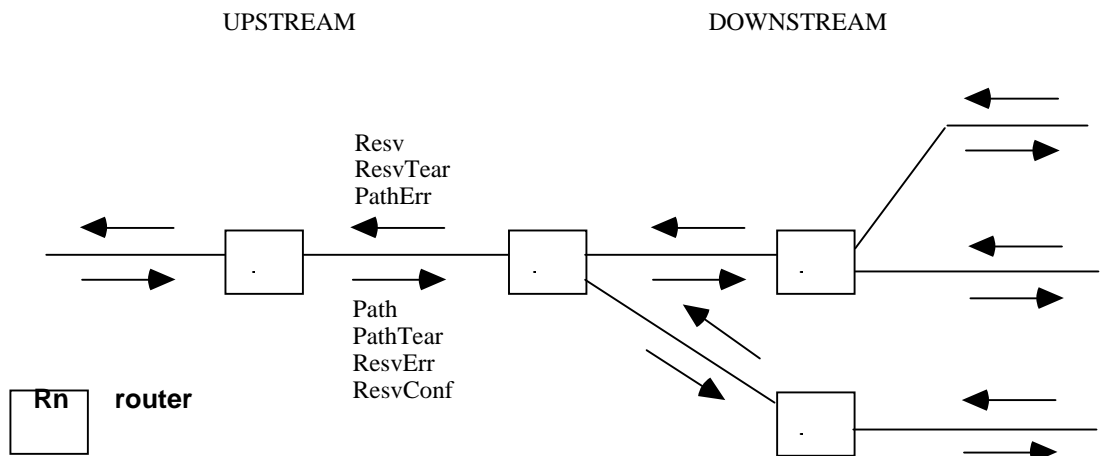 UPSTREAM DOWNSTREAM
Resv
ResvTear
PathErr
Path
PathTear
ResvErr
ResvConf
Rn router